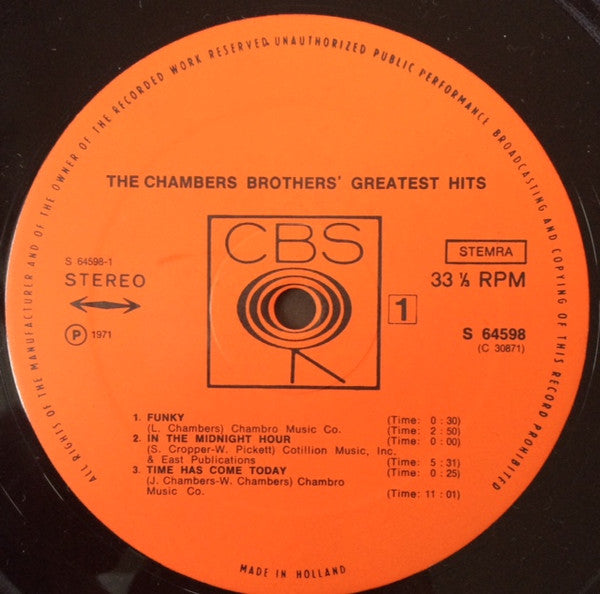 ALL RIGHTS OF THE MANUFACTURER AND OF THE OWNER OF THE RECORDED WORK RESERVED. UNAUTHORIZED PUBLIC PERFORMANCE BROADCASTING AND COPYING OF THIS RECORD PROHIBITED
THE CHAMBERS BROTHERS' GREATEST HITS
CBS
S 64598-1
STEREO
Ⓟ 1971
STEMRA
33 ⅓ RPM
1
S 64598
(C 30871)
1. FUNKY (Time: 0 : 30)
(L. Chambers) Chambro Music Co. (Time: 2 : 50)
2. IN THE MIDNIGHT HOUR (Time: 0 : 00)
(S. Cropper-W. Pickett) Cotillion Music, Inc.
& East Publications (Time: 5 : 31)
3. TIME HAS COME TODAY (Time: 0 : 25)
(J. Chambers-W. Chambers) Chambro
Music Co. (Time: 11 : 01)
MADE IN HOLLAND